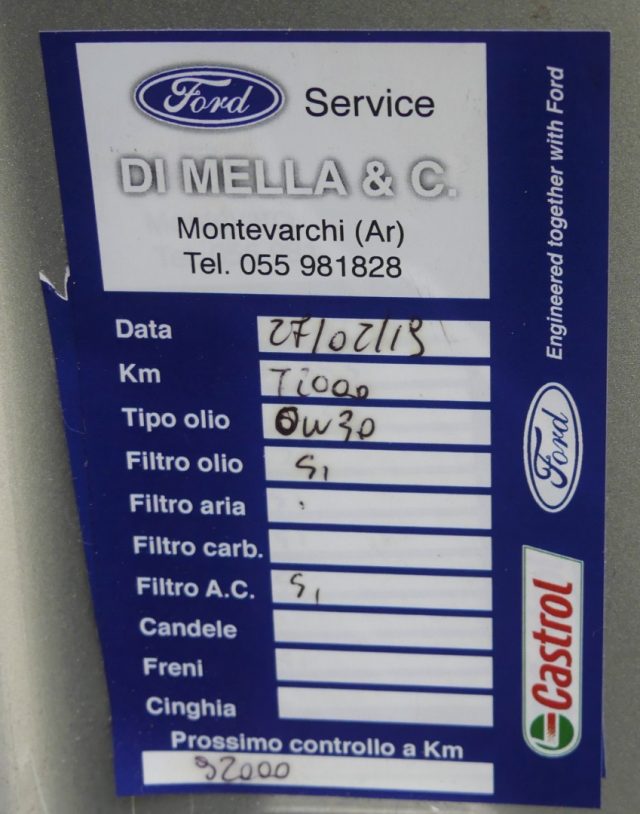 Ford Service
DI MELLA & C.
Montevarchi (Ar)
Tel. 055 981828
Data 27/02/19
Km 72000
Tipo olio 0W30
Filtro olio Si
Filtro aria
Filtro carb.
Filtro A.C. Si
Candele
Freni
Cinghia
Prossimo controllo a Km
92000
Engineered together with Ford
Ford
Castrol